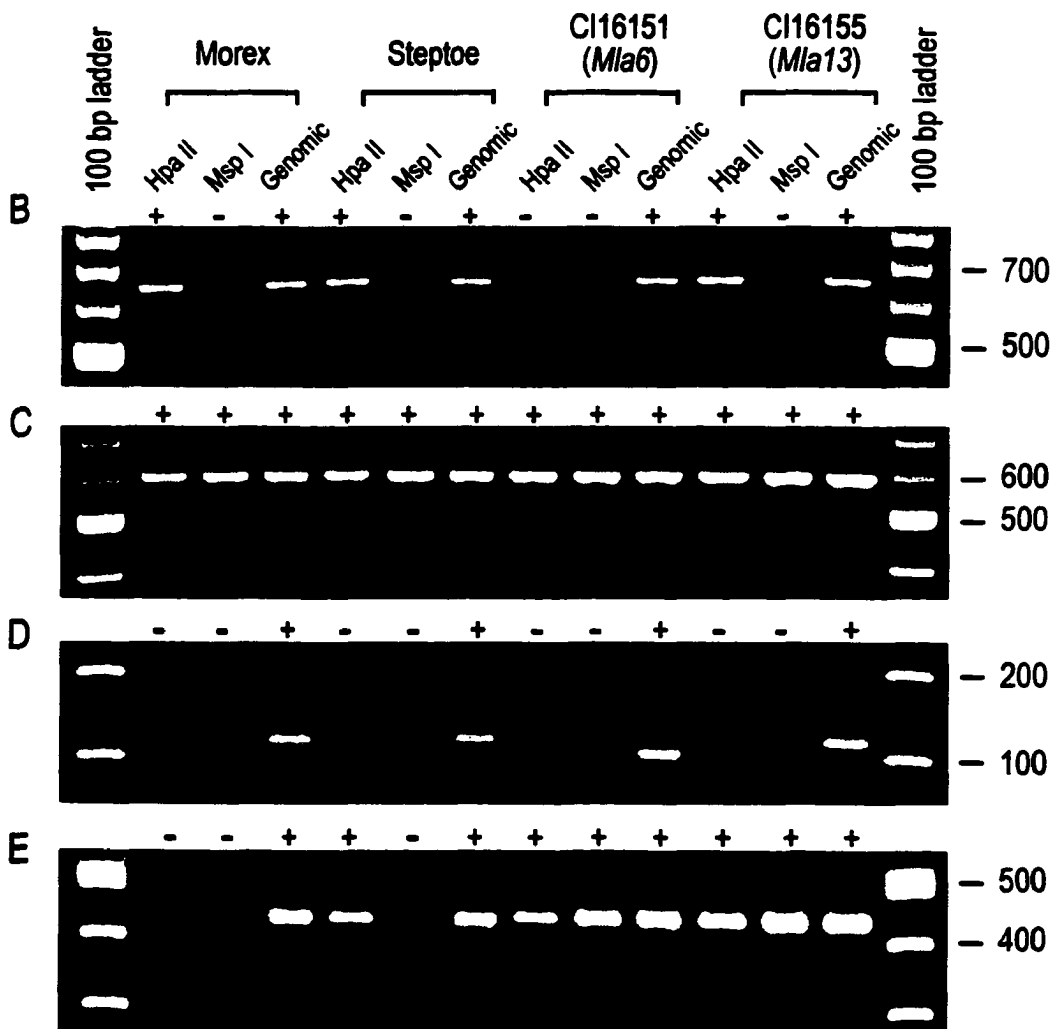 100 bp ladder
Morex
Steptoe
CI16151
(Mla6)
CI16155
(Mla13)
100 bp ladder
Hpa II
Msp I
Genomic
Hpa II
Msp I
Genomic
Hpa II
Msp I
Genomic
Hpa II
Msp I
Genomic
B
+ - + + - + - - + + - +
– 700
– 500
C
+ + + + + + + + + + + +
– 600
– 500
D
- - + - - + - - + - - +
– 200
– 100
E
- - + + - + + + + + + +
– 500
– 400